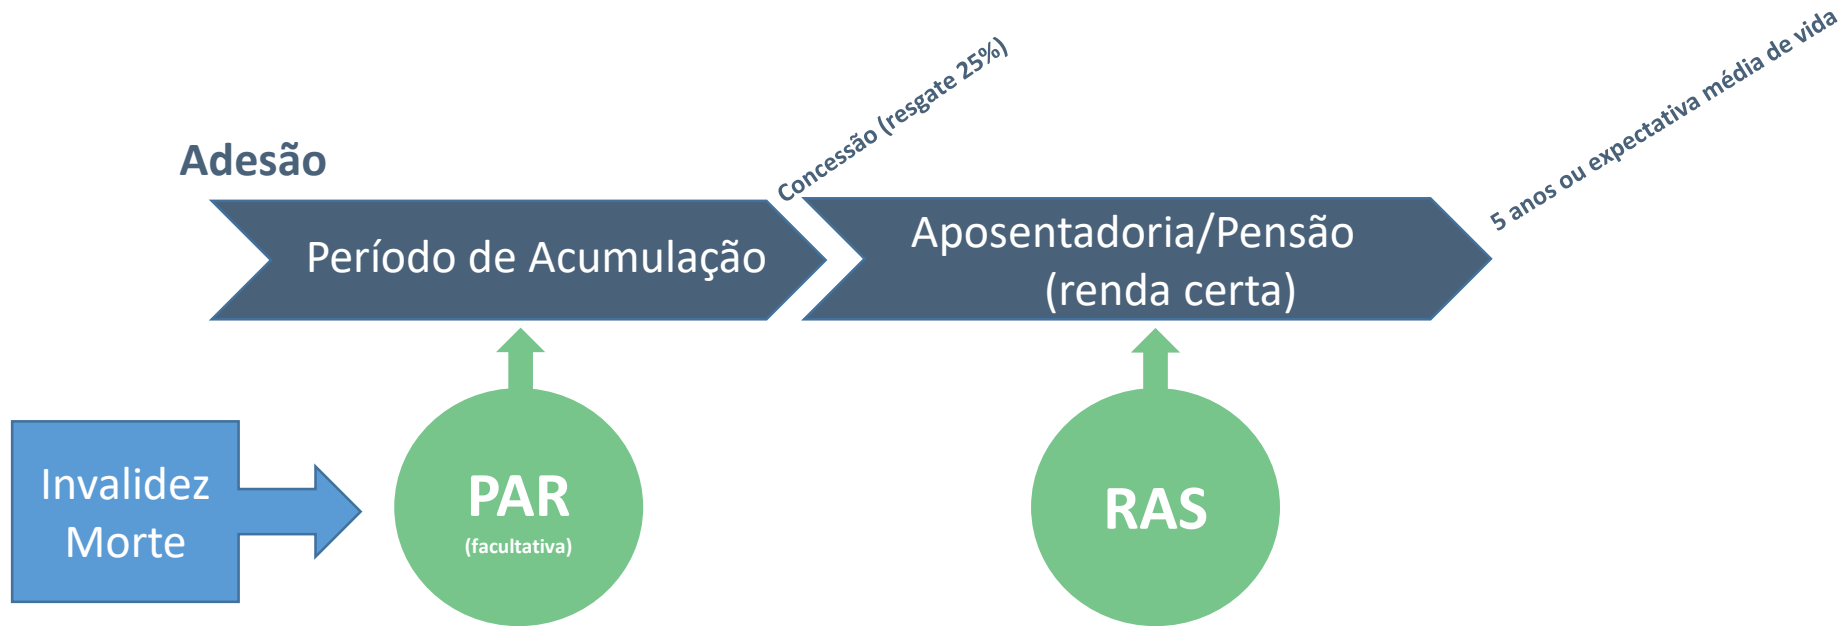 Adesão
Concessão (resgate 25%)
5 anos ou expectativa média de vida
Período de Acumulação
Aposentadoria/Pensão
(renda certa)
Invalidez
Morte
PAR
(facultativa)
RAS